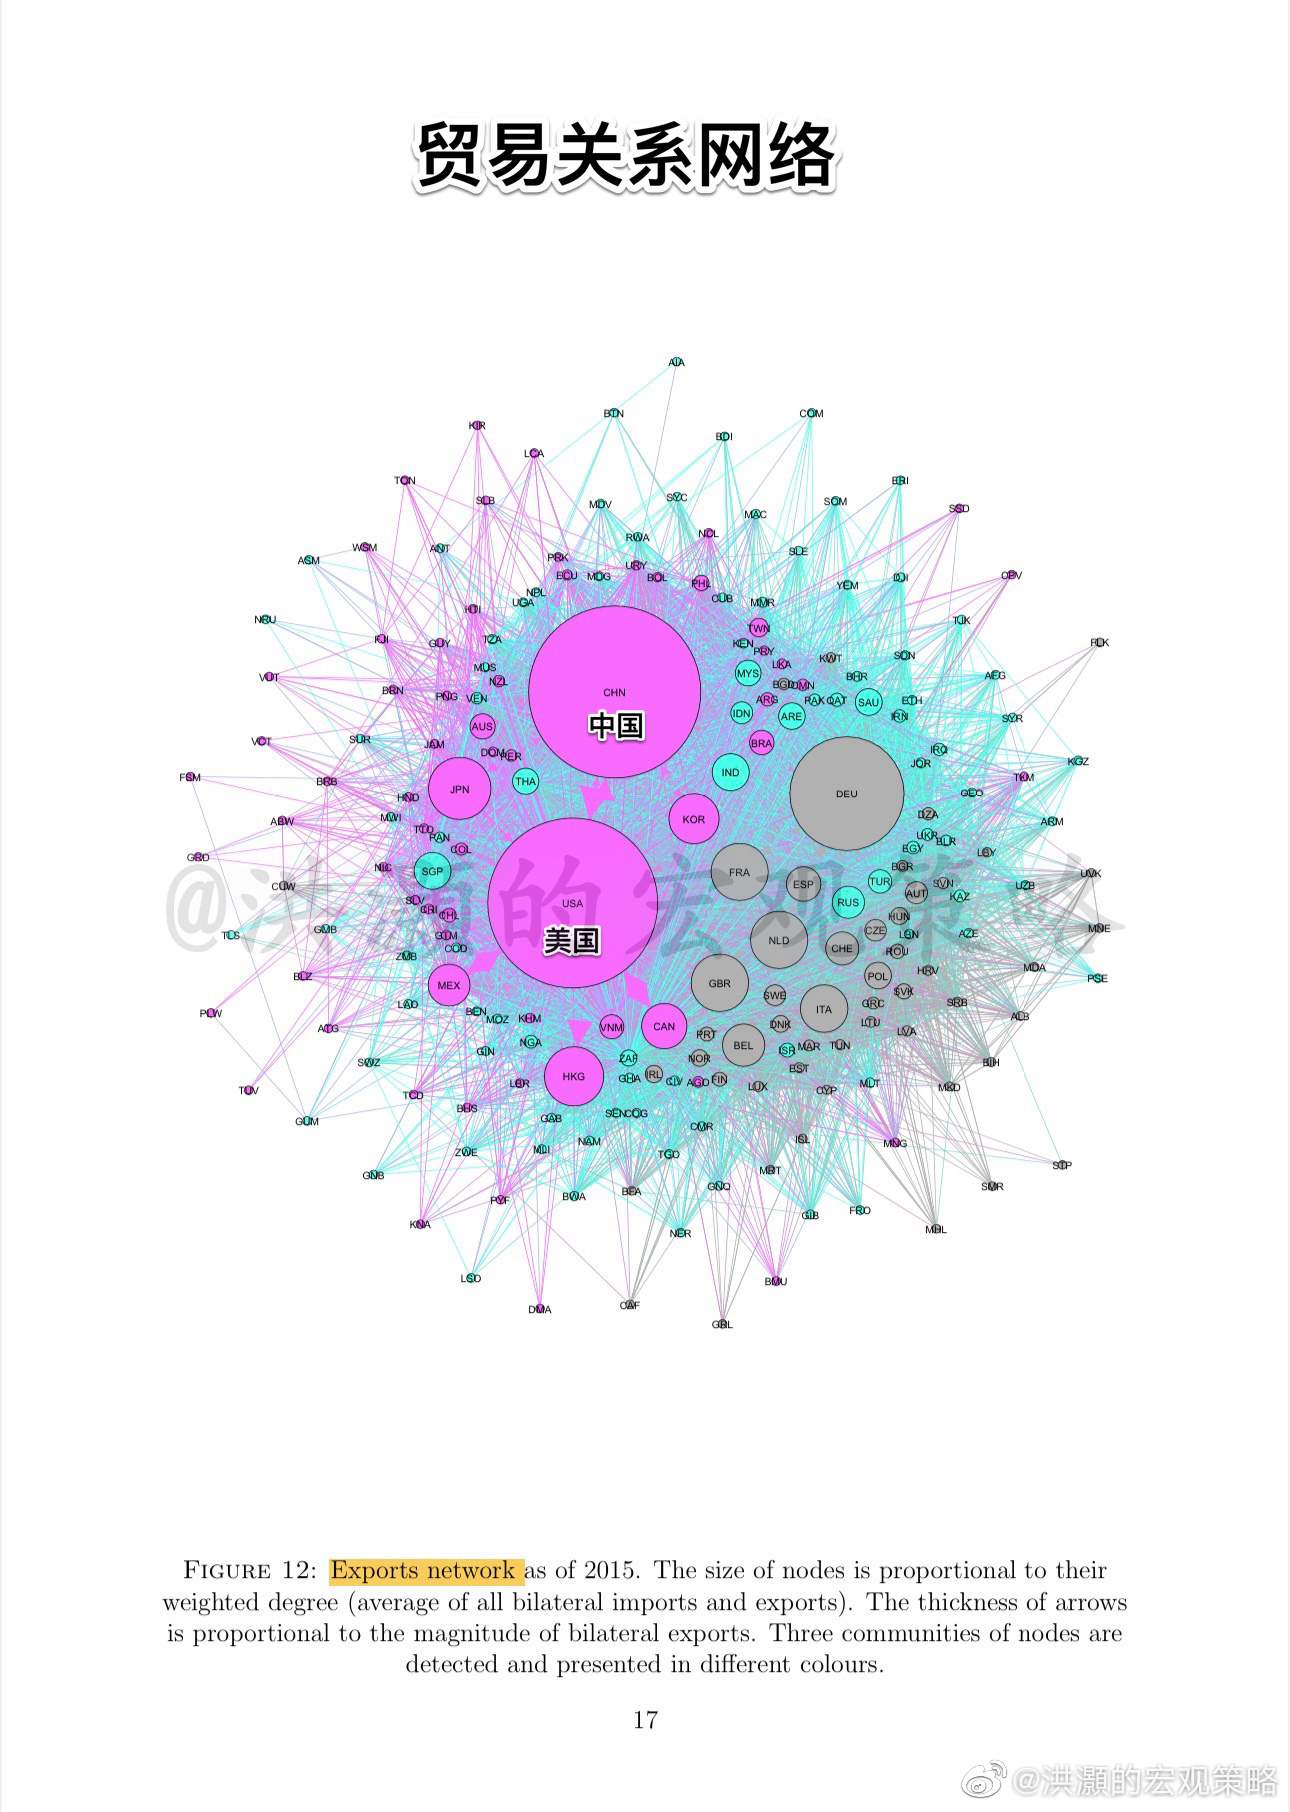 贸易关系网络
AIA
BTN
COM
KIR
BDI
LCA
TON
ERI
SLB
MDV
SYC
SOM
SSD
MAC
NCL
RWA
WSM
ANT
SLE
ASM
PRK
URY
ECU
MOG
BOL
PHL
DJI
CPV
YEM
NPL
UGA
CUB
MMR
HTI
NRU
TWN
TJK
FJI
GUY
TZA
KEN
PRY
FLK
MUS
LKA
KWT
SDN
VUT
NZL
MYS
BHR
AFG
BRN
BGD
OMN
PNG
VEN
CHN
ARG
PAK
QAT
SAU
ETH
IDN
ARE
IRN
SYR
AUS
中国
VCT
SUR
JAM
BRA
DOM
PER
IRQ
JOR
KGZ
FSM
BRB
THA
IND
TKM
JPN
HND
DEU
GEO
ABW
MWI
KOR
DZA
ARM
TTO
PAN
UKR
BLR
COL
EGY
GRD
LBY
NIC
SGP
FRA
BGR
UVK
CUW
ESP
TUR
SVN
UZB
AUT
KAZ
SLV
USA
RUS
CRI
CHL
HUN
GMB
CZE
MNE
TLS
GTM
美国
NLD
LBN
AZE
COD
CHE
ROU
ZMB
MDA
BLZ
POL
HRV
PSE
MEX
GBR
SWE
SVK
LAO
GRC
SRB
PLW
BEN
ITA
ALB
MOZ
KHM
ATG
VNM
CAN
DNK
LTU
PRT
LVA
NGA
BEL
MAR
TUN
GIN
ISR
SWZ
ZAF
NOR
BIH
HKG
IRL
EST
GHA
CIV
AGO
FIN
LUX
CYP
MLT
MKD
TUV
LBR
TCD
BHS
GUM
GAB
SEN
COG
CMR
ISL
MNG
NAM
ZWE
MLI
TGO
STP
MRT
GNB
BWA
BFA
GNQ
SMR
PYF
GIB
FRO
KNA
NER
MHL
LSO
BMU
DMA
CAF
GRL
@洪灝的宏观策略
FIGURE 12: Exports network as of 2015. The size of nodes is proportional to their
weighted degree (average of all bilateral imports and exports). The thickness of arrows
is proportional to the magnitude of bilateral exports. Three communities of nodes are
detected and presented in different colours.
17
@洪灝的宏观策略